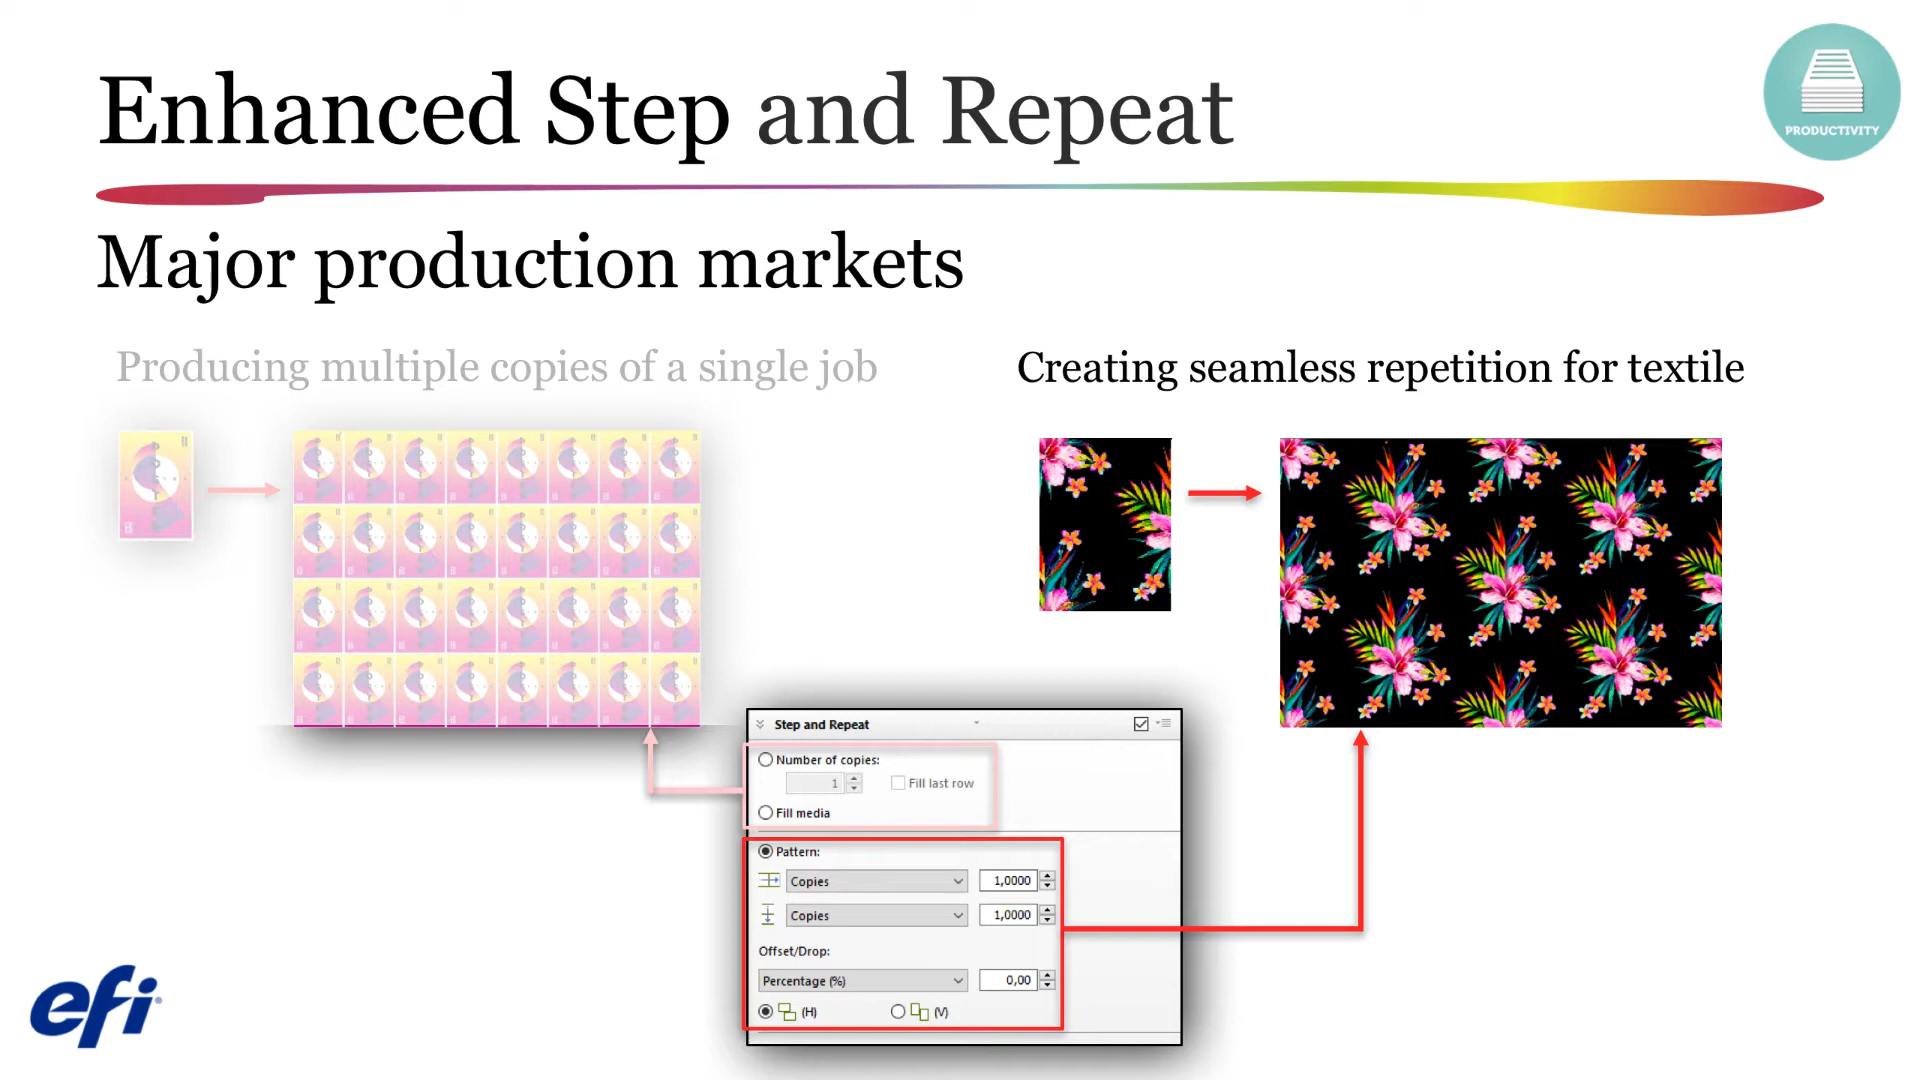 Enhanced Step and Repeat
PRODUCTIVITY
Major production markets
Producing multiple copies of a single job
Creating seamless repetition for textile
Step and Repeat
Number of copies:
1
Fill last row
Fill media
Pattern:
Copies
1,0000
Copies
1,0000
Offset/Drop:
Percentage (%)
0,00
(H)
(V)
efi